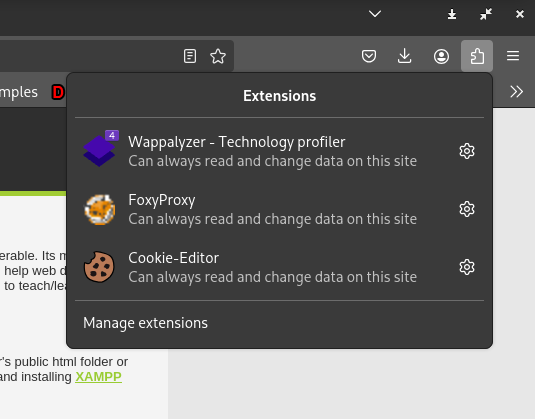 mples D
Extensions
4
Wappalyzer - Technology profiler
Can always read and change data on this site
FoxyProxy
Can always read and change data on this site
Cookie-Editor
Can always read and change data on this site
Manage extensions
erable. Its m
help web d
to teach/lea
r's public html folder or
and installing XAMPP